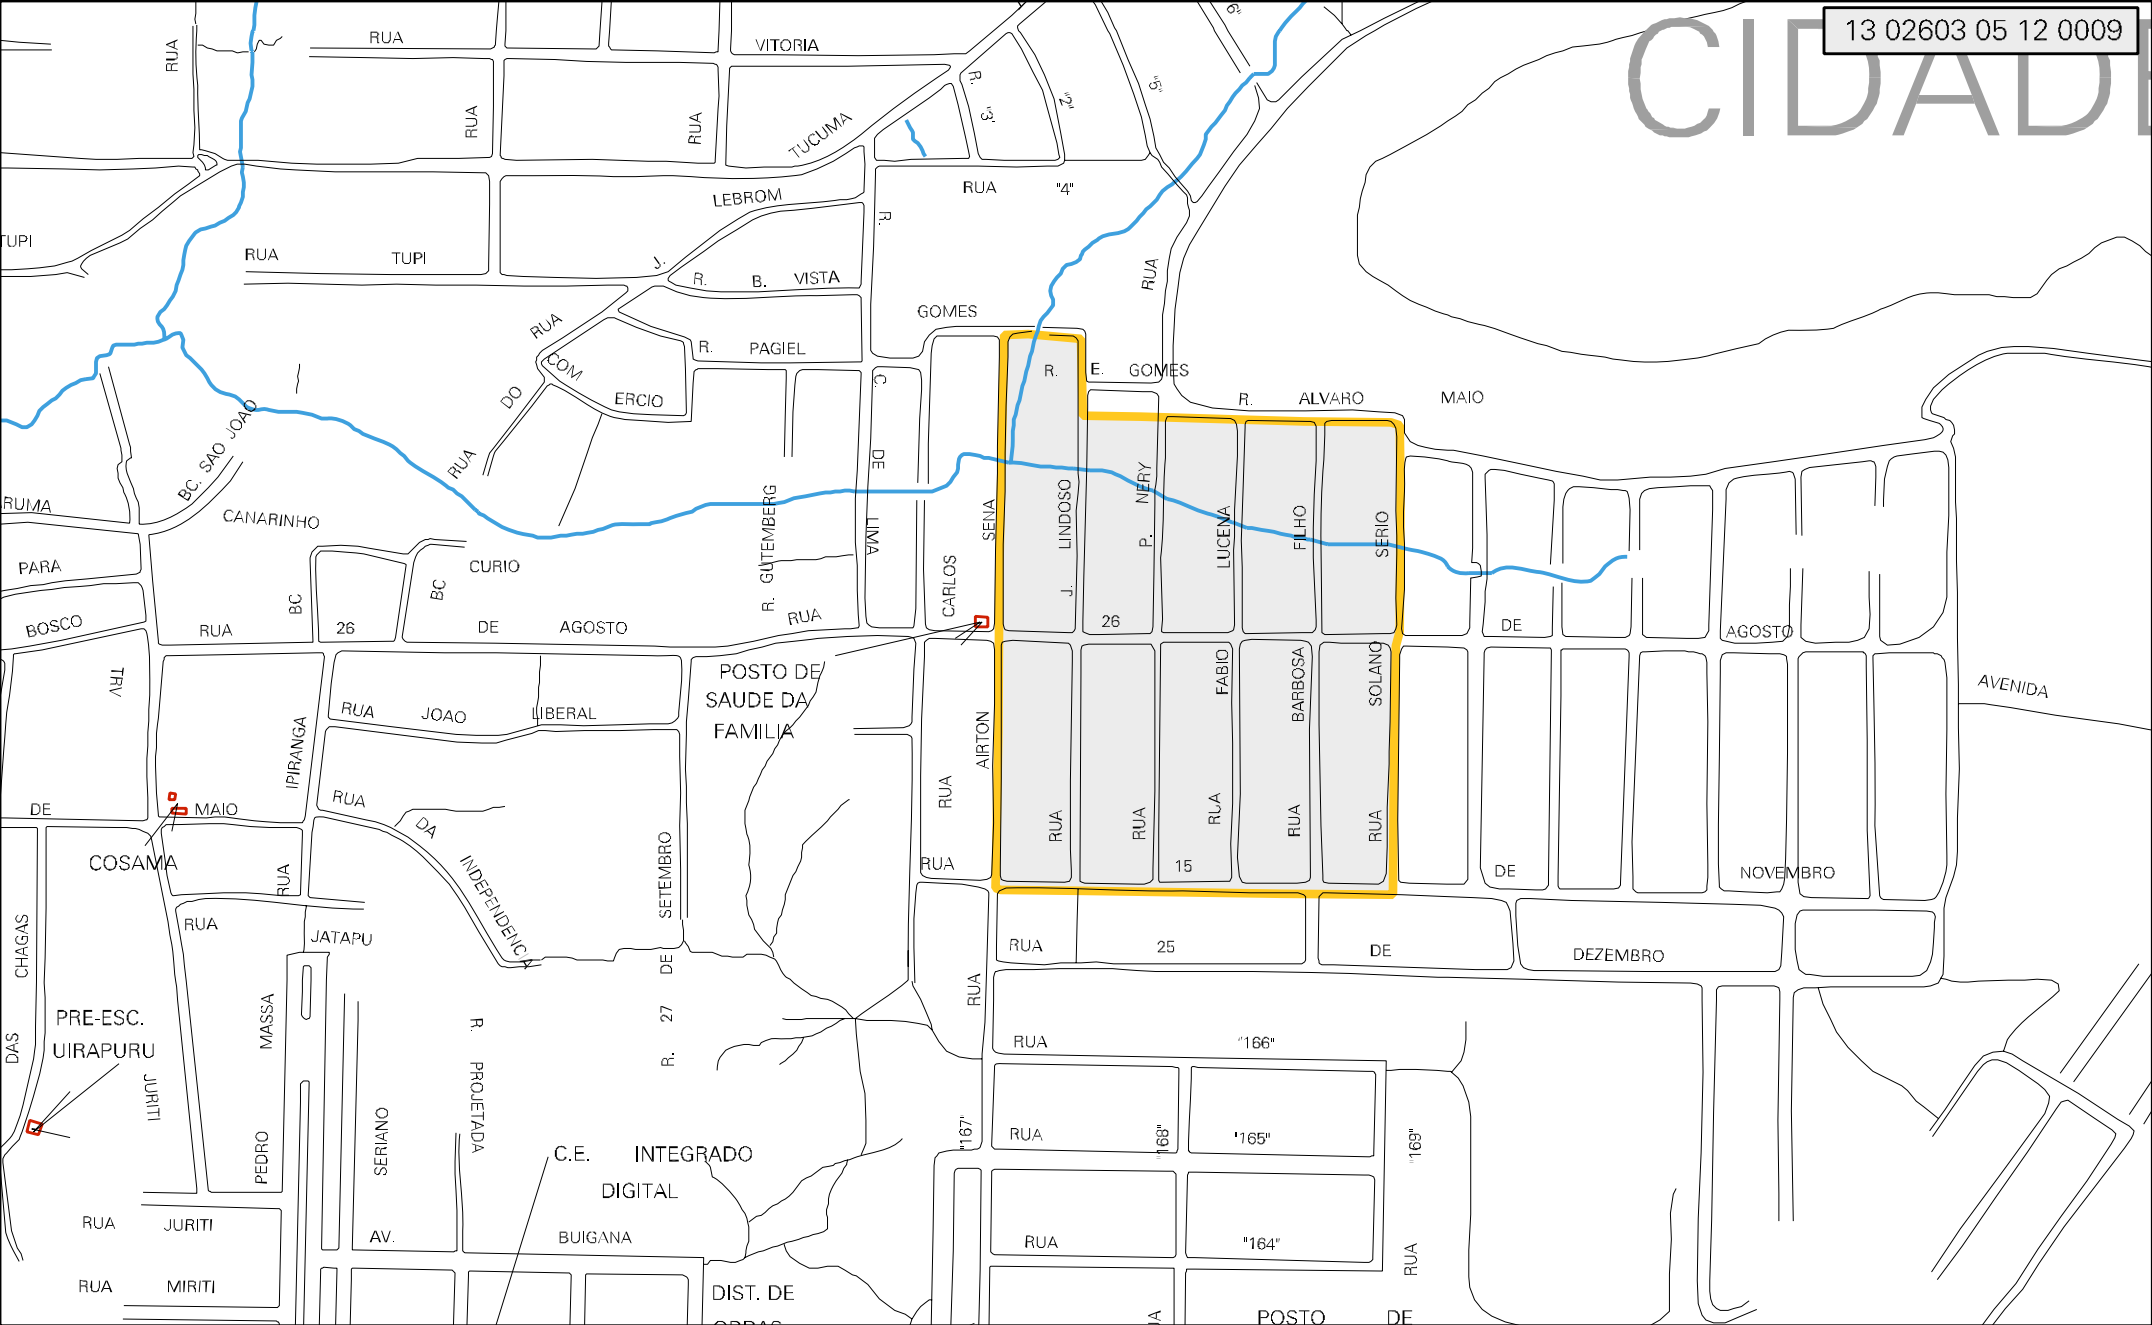 13 02603 05 12 0009
CIDADE
RUA VITORIA
RUA
RUA
RUA
TUCUMA
R. "3"
"2"
"5"
6"
LEBROM
RUA "4"
TUPI
RUA TUPI
J.
R. B. VISTA
R.
RUA
GOMES
RUA
COM
ERCIO
R. PAGIEL
R. E. GOMES
R. ALVARO MAIO
RUA DO
BC. SAO JOAO
C. DE LIMA
RUMA
CANARINHO
R. GUTEMBERG
RUA CARLOS
RUA AIRTON SENA
RUA J. LINDOSO
RUA P. NERY
RUA FABIO LUCENA
RUA BARBOSA FILHO
RUA SOLANO SERIO
PARA
BC
BC
CURIO
BOSCO
RUA 26 DE AGOSTO
RUA 26 DE AGOSTO
TRV
POSTO DE
SAUDE DA
FAMILIA
RUA JOAO LIBERAL
AVENIDA
RUA IPIRANGA
DE MAIO
COSAMA
RUA DA INDEPENDENCIA
RUA 15 DE NOVEMBRO
RUA
JATAPU
R. 27 DE SETEMBRO
RUA 25 DE DEZEMBRO
DAS CHAGAS
PRE-ESC.
UIRAPURU
JURITI
PEDRO MASSA
SERIANO
R. PROJETADA
RUA
RUA "166"
"167"
RUA "165"
"168"
RUA "169"
C.E. INTEGRADO
DIGITAL
RUA JURITI
AV. BUIGANA
RUA "164"
RUA MIRITI
DIST. DE
OBRAS
POSTO DE